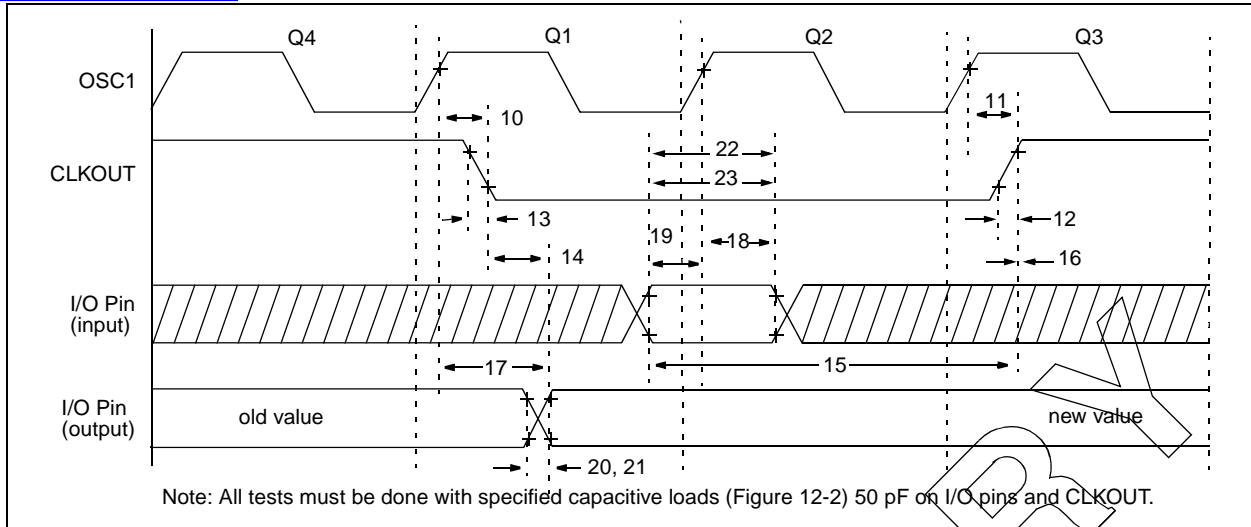 Q4 Q1 Q2 Q3
OSC1
10 11
CLKOUT
22
23
13 12
19 18
14 16
I/O Pin
(input)
17 15
I/O Pin
(output)
old value new value
20, 21
Note: All tests must be done with specified capacitive loads (Figure 12-2) 50 pF on I/O pins and CLKOUT.
R Y